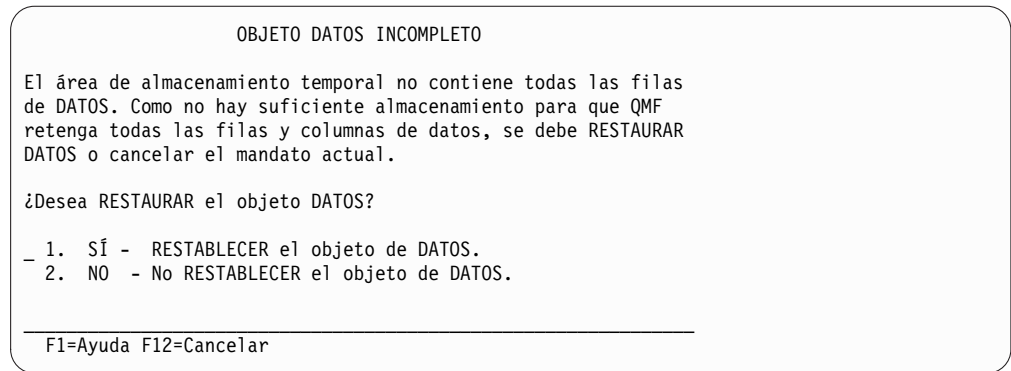 OBJETO DATOS INCOMPLETO
El área de almacenamiento temporal no contiene todas las filas
de DATOS. Como no hay suficiente almacenamiento para que QMF
retenga todas las filas y columnas de datos, se debe RESTAURAR
DATOS o cancelar el mandato actual.
¿Desea RESTAURAR el objeto DATOS?
_ 1. SÍ - RESTABLECER el objeto de DATOS.
2. NO - No RESTABLECER el objeto de DATOS.
F1=Ayuda F12=Cancelar